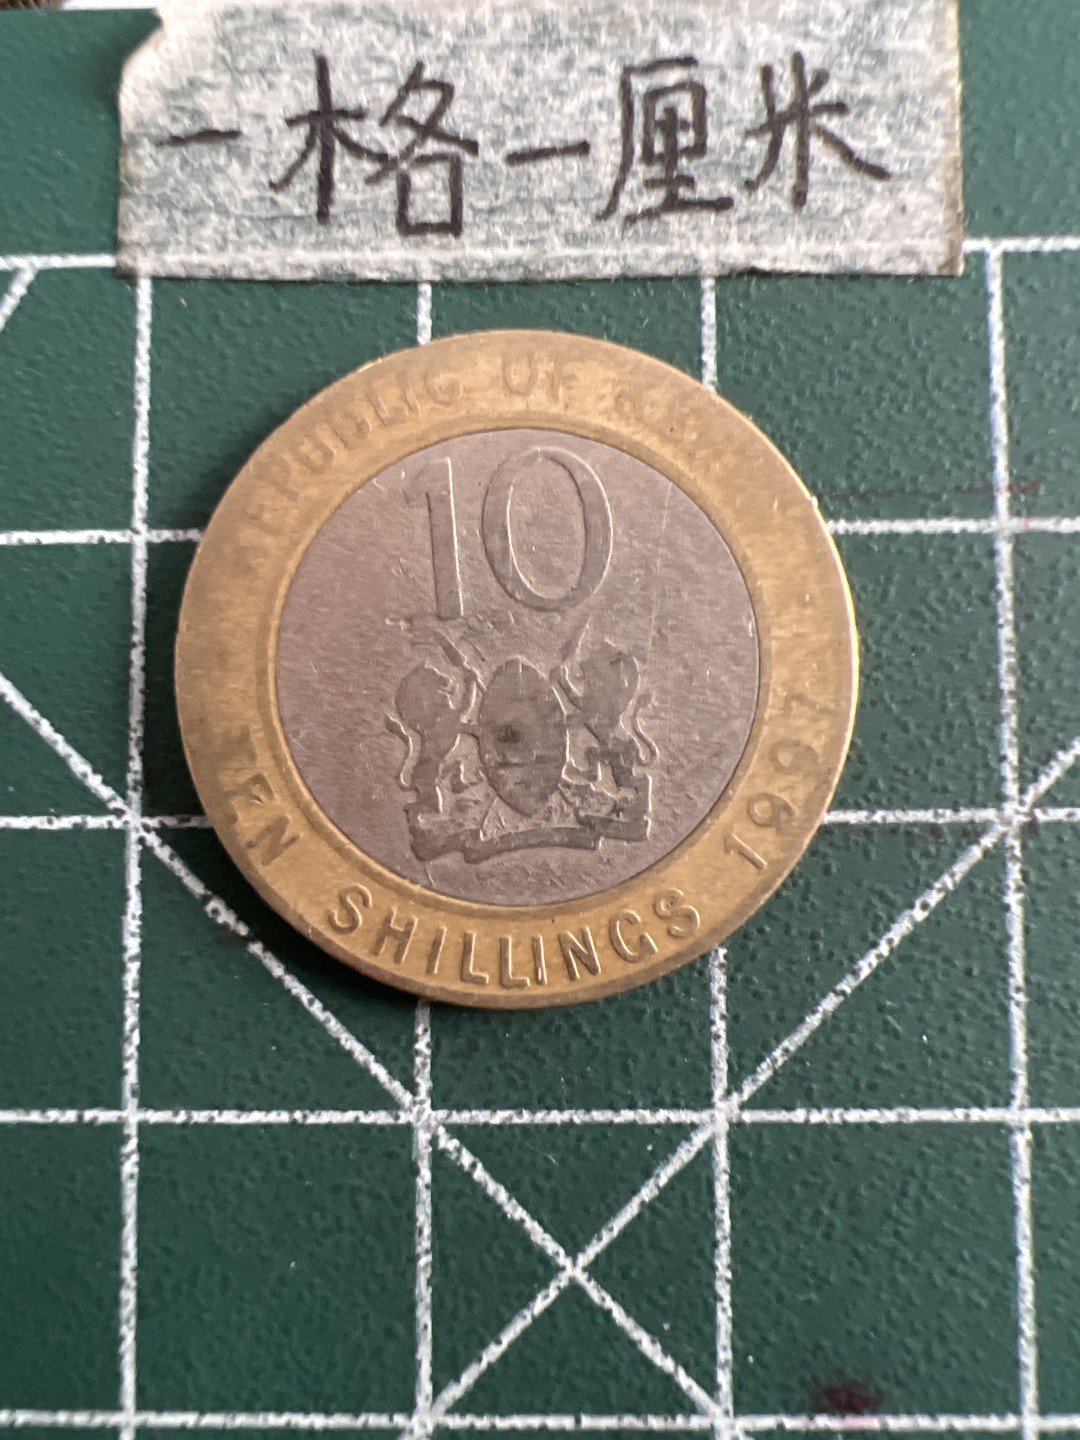 一格一厘米
REPUBLIC OF
10
TEN SHILLINGS 1997